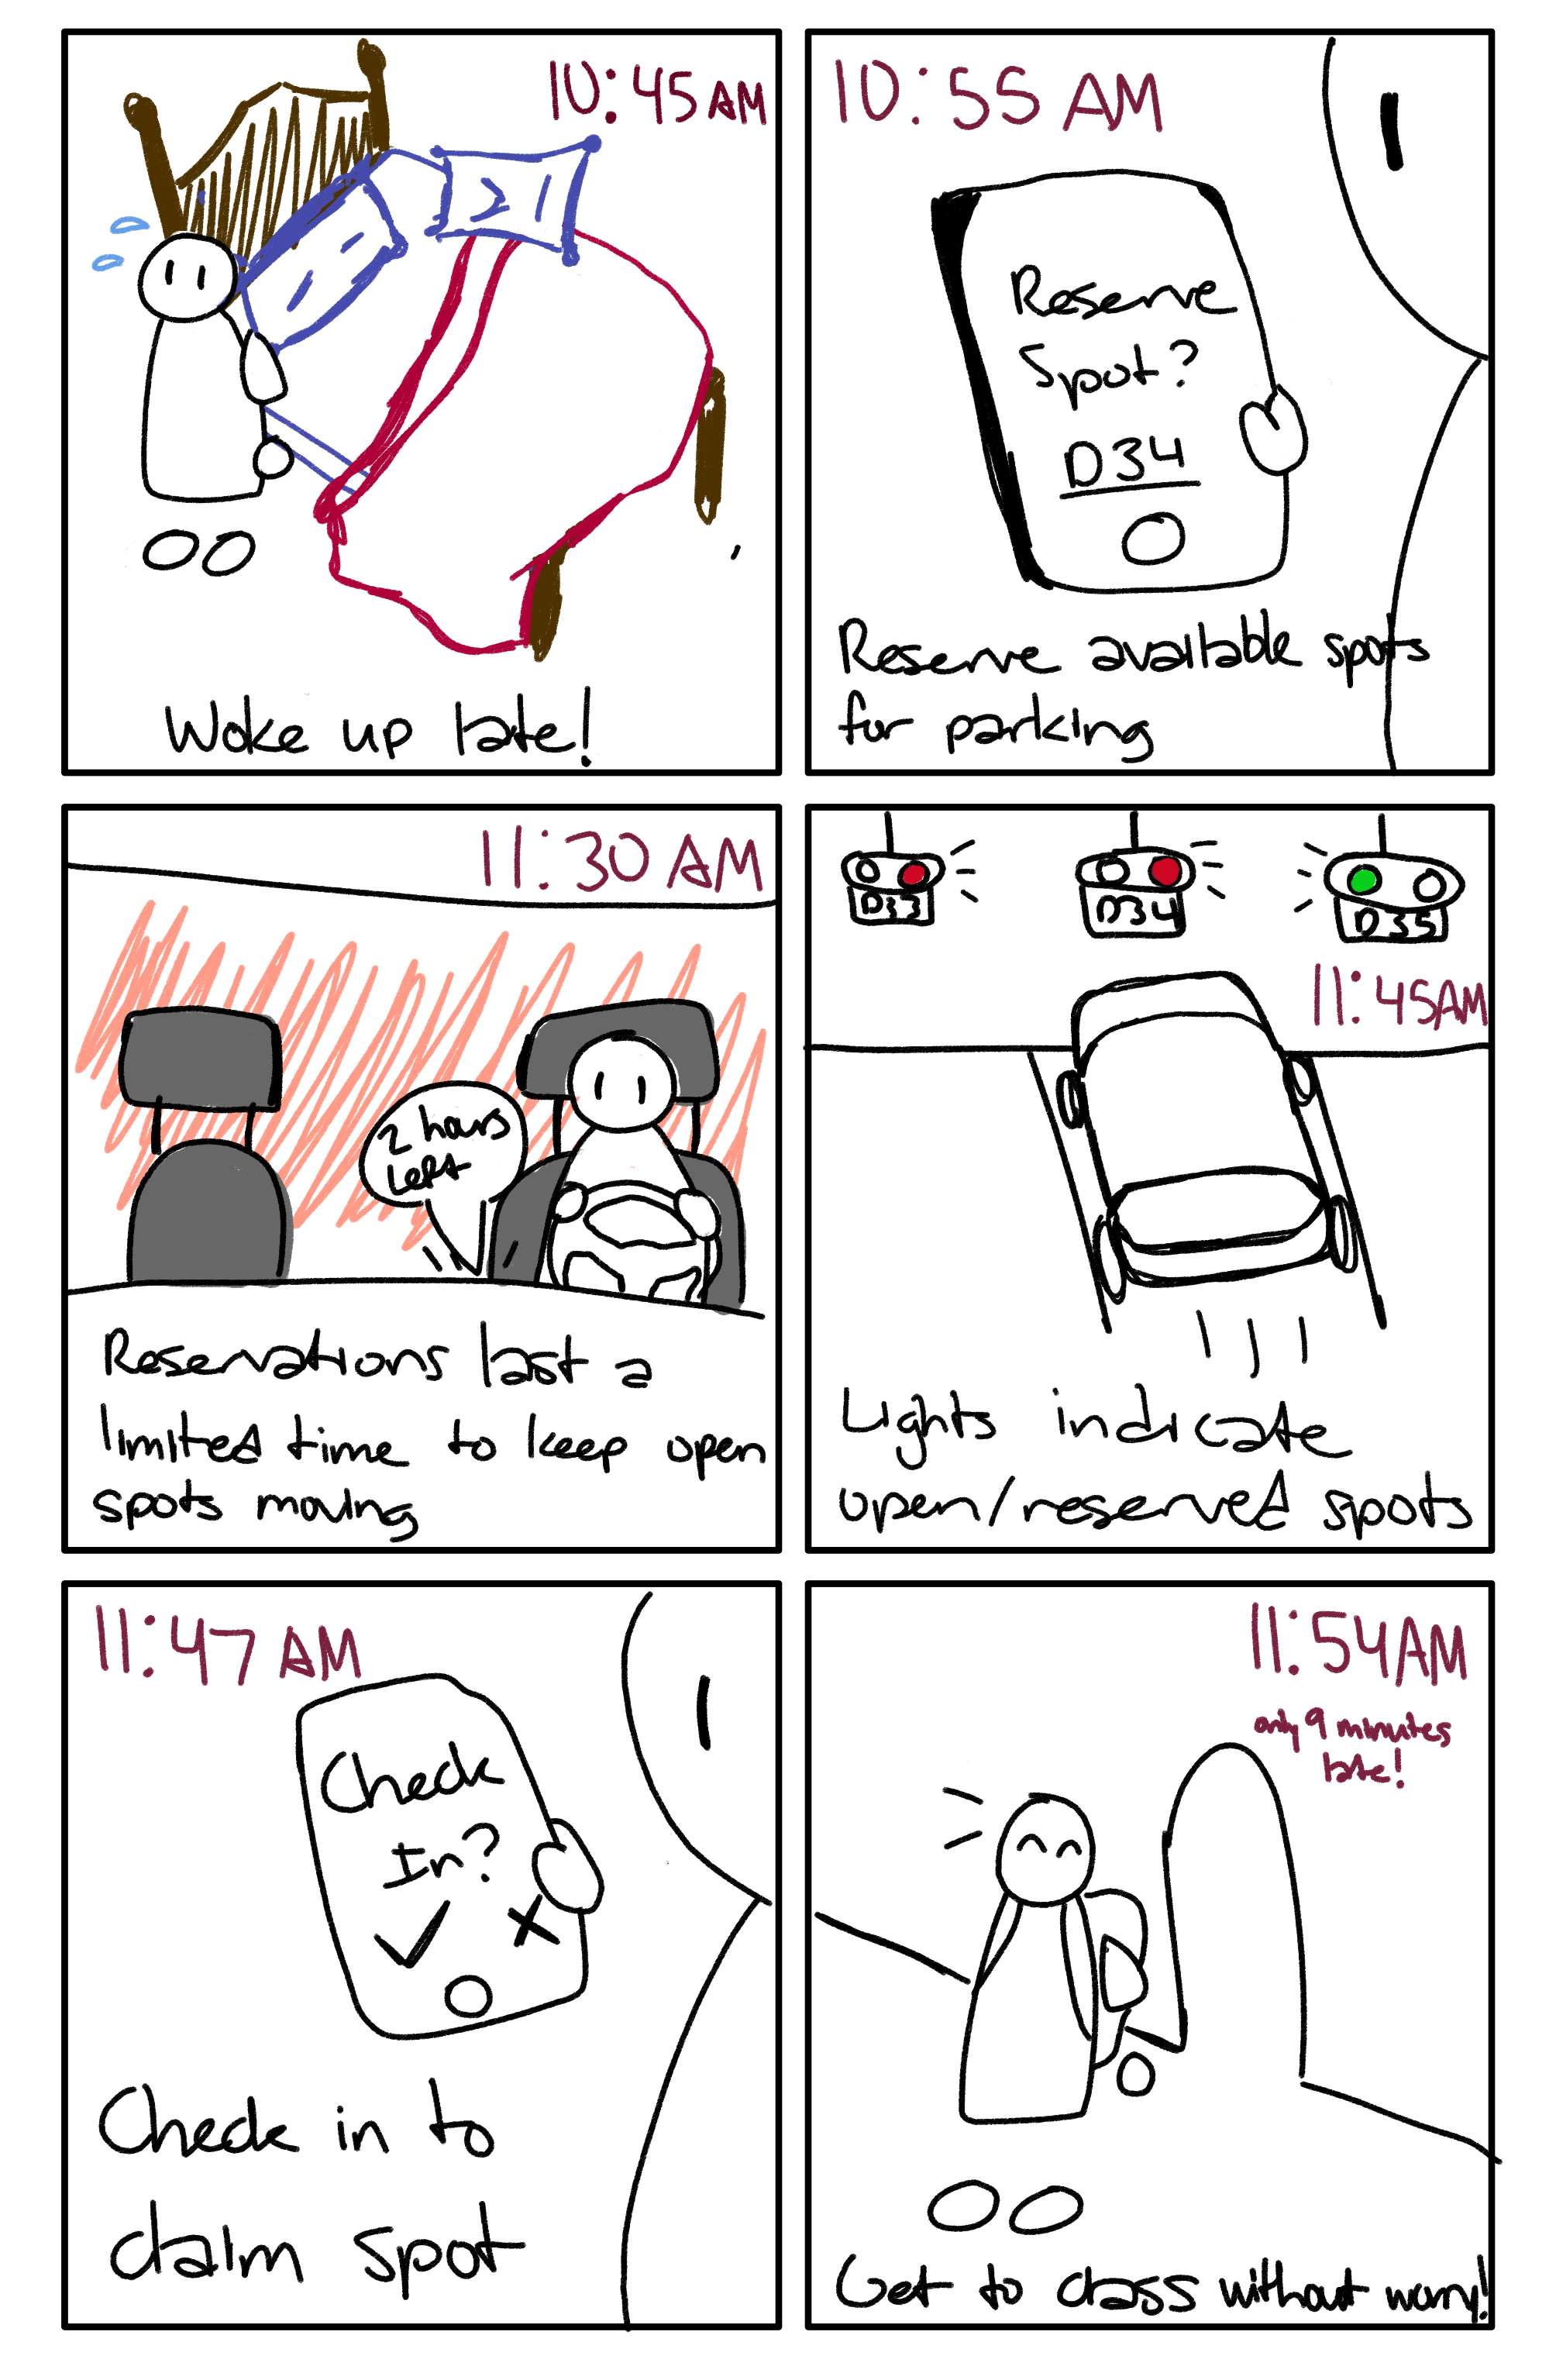 10:45 AM
21
Woke up late!
10:55 AM
Reserve
Spot?
D34
Reserve available spots
for parking
11:30 AM
2 hours
left
Reservations last a
limited time to keep open
spots moving
D33
D34
D35
11:45AM
Lights indicate
open/reserved spots
11:47 AM
Check
In?
Check in to
claim spot
11:54AM
only 9 minutes
late!
Get to class without worry!